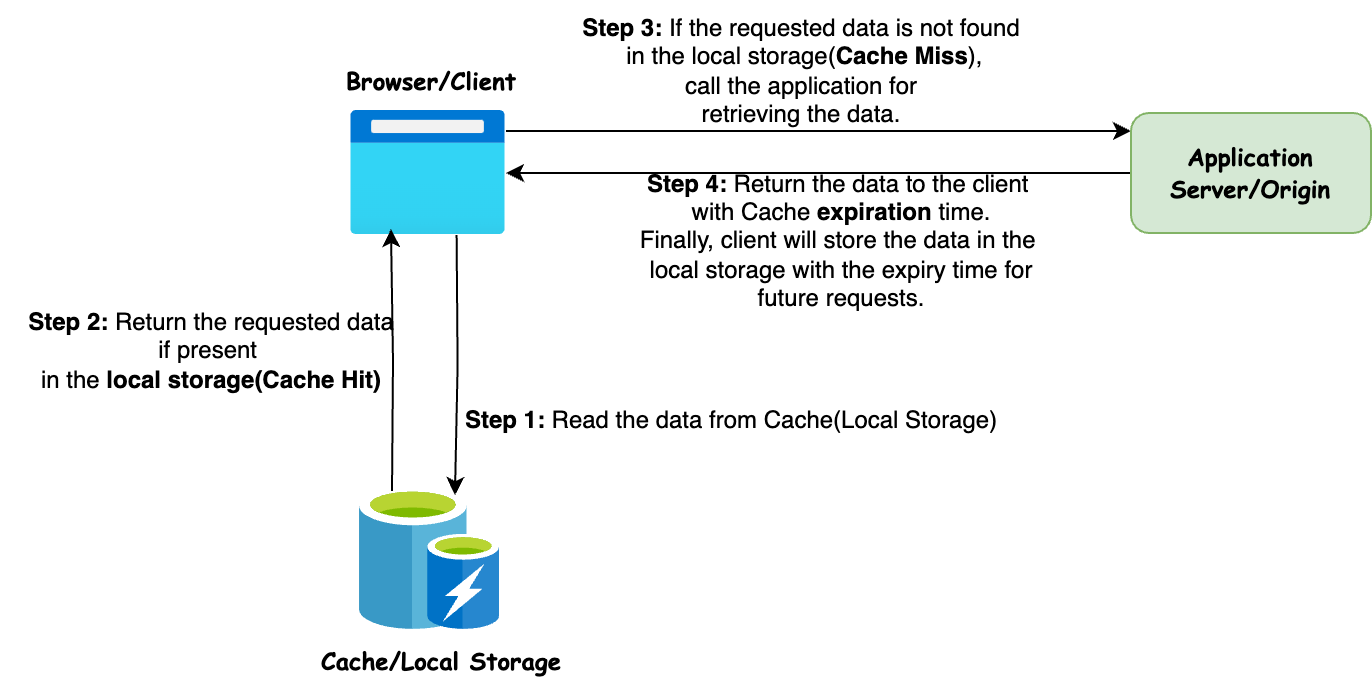 Step 3: If the requested data is not found
in the local storage(Cache Miss),
call the application for
retrieving the data.
Browser/Client
Application
Server/Origin
Step 4: Return the data to the client
with Cache expiration time.
Finally, client will store the data in the
local storage with the expiry time for
future requests.
Step 2: Return the requested data
if present
in the local storage(Cache Hit)
Step 1: Read the data from Cache(Local Storage)
Cache/Local Storage